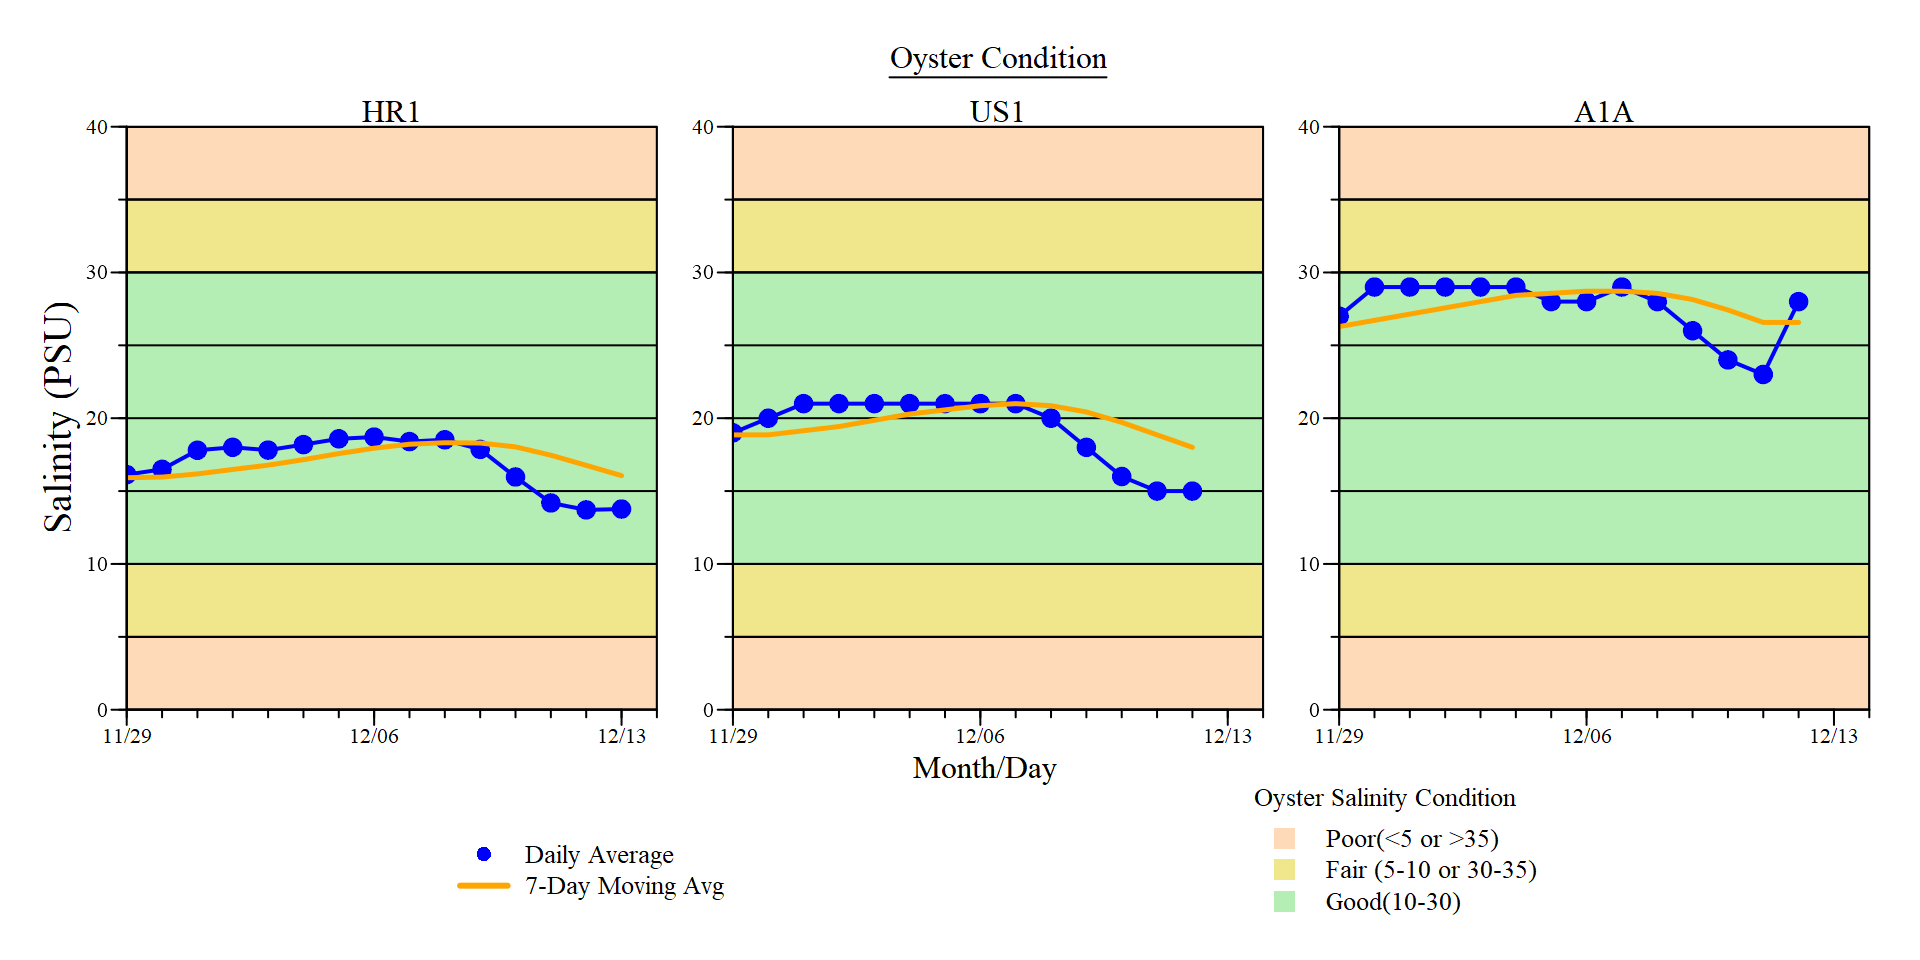 Oyster Condition
HR1
US1
A1A
Salinity (PSU)
40
30
20
10
0
11/29
12/06
12/13
40
30
20
10
0
11/29
12/06
12/13
40
30
20
10
0
11/29
12/06
12/13
Month/Day
Daily Average
7-Day Moving Avg
Oyster Salinity Condition
Poor(<5 or >35)
Fair (5-10 or 30-35)
Good(10-30)